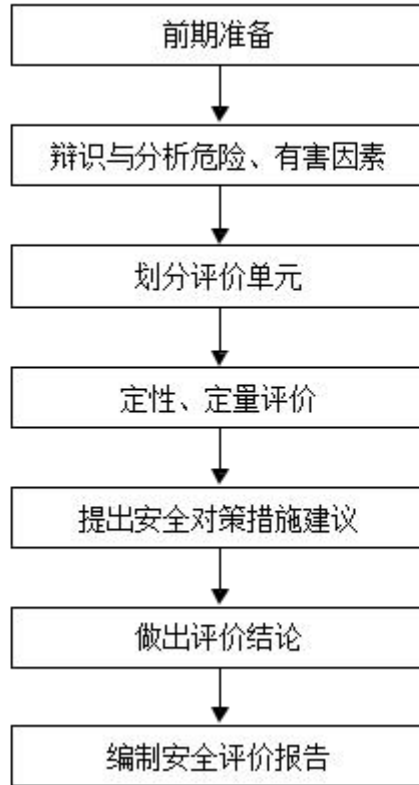 前期准备
辩识与分析危险、有害因素
划分评价单元
定性、定量评价
提出安全对策措施建议
做出评价结论
编制安全评价报告